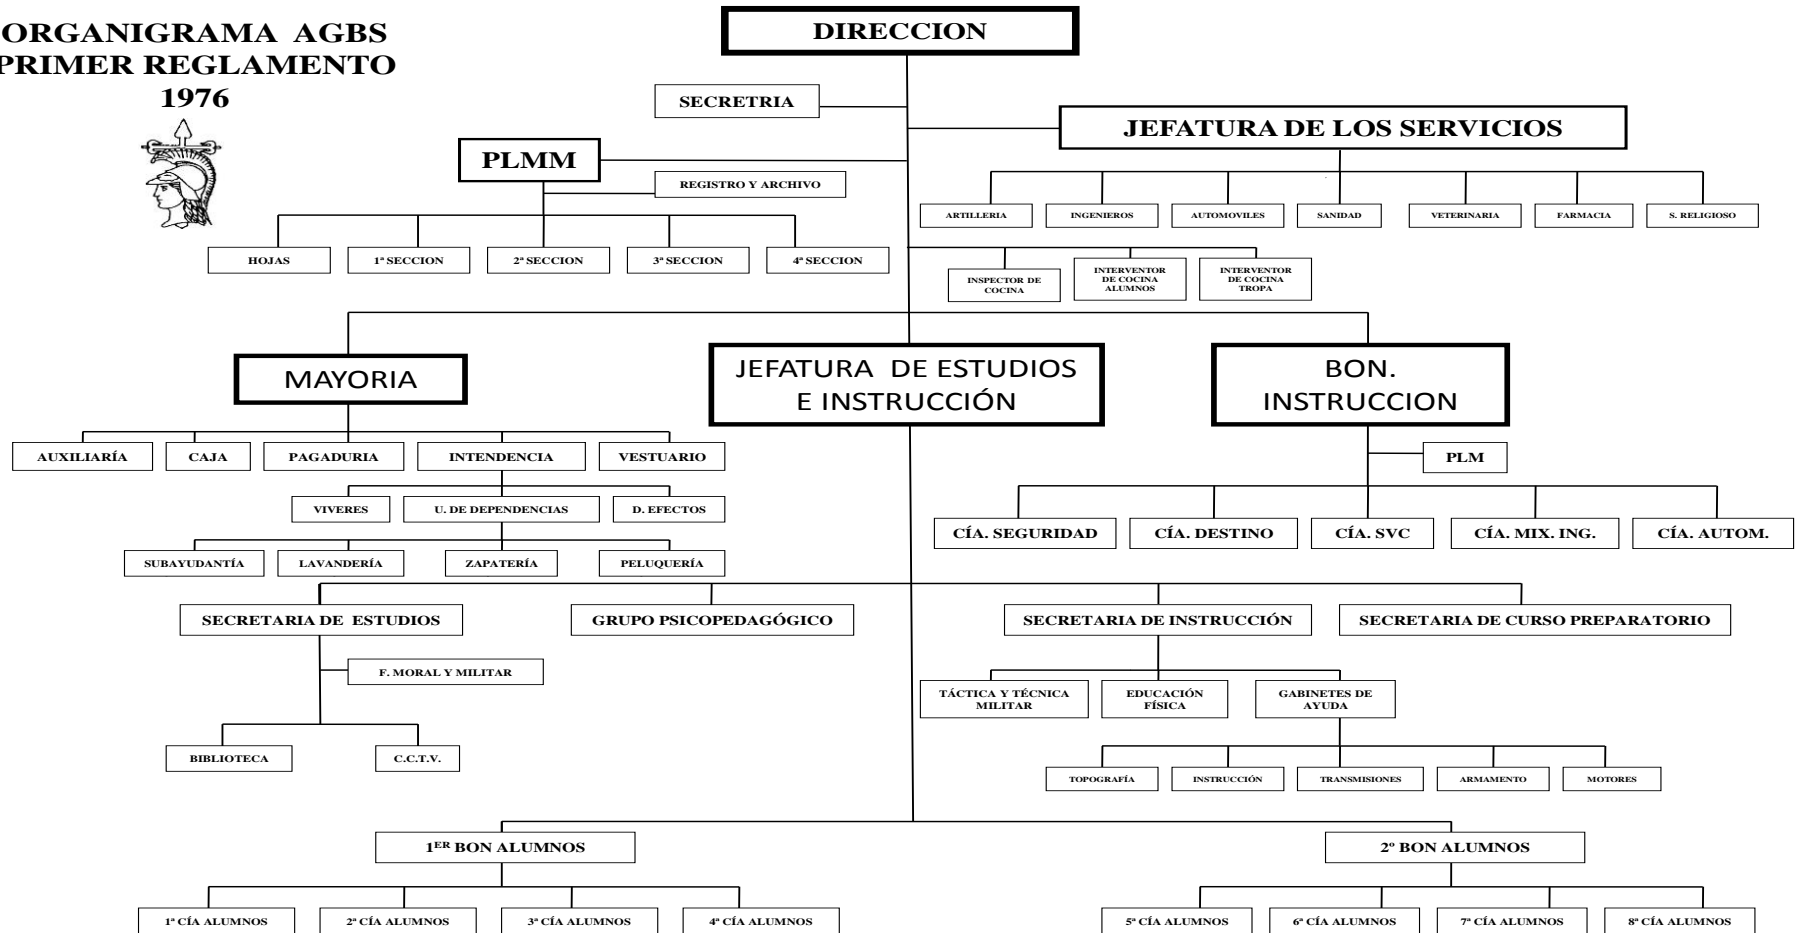 ORGANIGRAMA AGBS
PRIMER REGLAMENTO
1976
DIRECCION
SECRETRIA
JEFATURA DE LOS SERVICIOS
PLMM
REGISTRO Y ARCHIVO
ARTILLERIA
INGENIEROS
AUTOMOVILES
SANIDAD
VETERINARIA
FARMACIA
S. RELIGIOSO
HOJAS
1ª SECCION
2ª SECCION
3ª SECCION
4ª SECCION
INSPECTOR DE
COCINA
INTERVENTOR
DE COCINA
ALUMNOS
INTERVENTOR
DE COCINA
TROPA
MAYORIA
JEFATURA DE ESTUDIOS
E INSTRUCCIÓN
BON.
INSTRUCCION
AUXILIARÍA
CAJA
PAGADURIA
INTENDENCIA
VESTUARIO
PLM
VIVERES
U. DE DEPENDENCIAS
D. EFECTOS
CÍA. SEGURIDAD
CÍA. DESTINO
CÍA. SVC
CÍA. MIX. ING.
CÍA. AUTOM.
SUBAYUDANTÍA
LAVANDERÍA
ZAPATERÍA
PELUQUERÍA
SECRETARIA DE ESTUDIOS
GRUPO PSICOPEDAGÓGICO
SECRETARIA DE INSTRUCCIÓN
SECRETARIA DE CURSO PREPARATORIO
F. MORAL Y MILITAR
TÁCTICA Y TÉCNICA
MILITAR
EDUCACIÓN
FÍSICA
GABINETES DE
AYUDA
BIBLIOTECA
C.C.T.V.
TOPOGRAFÍA
INSTRUCCIÓN
TRANSMISIONES
ARMAMENTO
MOTORES
1ER BON ALUMNOS
2º BON ALUMNOS
1ª CÍA ALUMNOS
2ª CÍA ALUMNOS
3ª CÍA ALUMNOS
4ª CÍA ALUMNOS
5ª CÍA ALUMNOS
6ª CÍA ALUMNOS
7ª CÍA ALUMNOS
8ª CÍA ALUMNOS